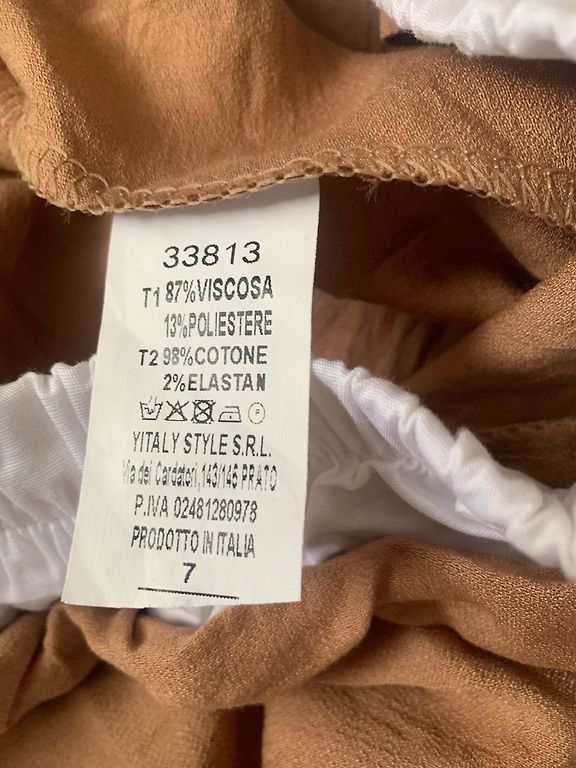 33813
T1 87%VISCOSA
13%POLIESTERE
T2 98%COTONE
2%ELASTAN
P
YITALY STYLE S.R.L.
Via dei Cardatori, 143/145 PRATO
P.IVA 02481280978
PRODOTTO IN ITALIA
7